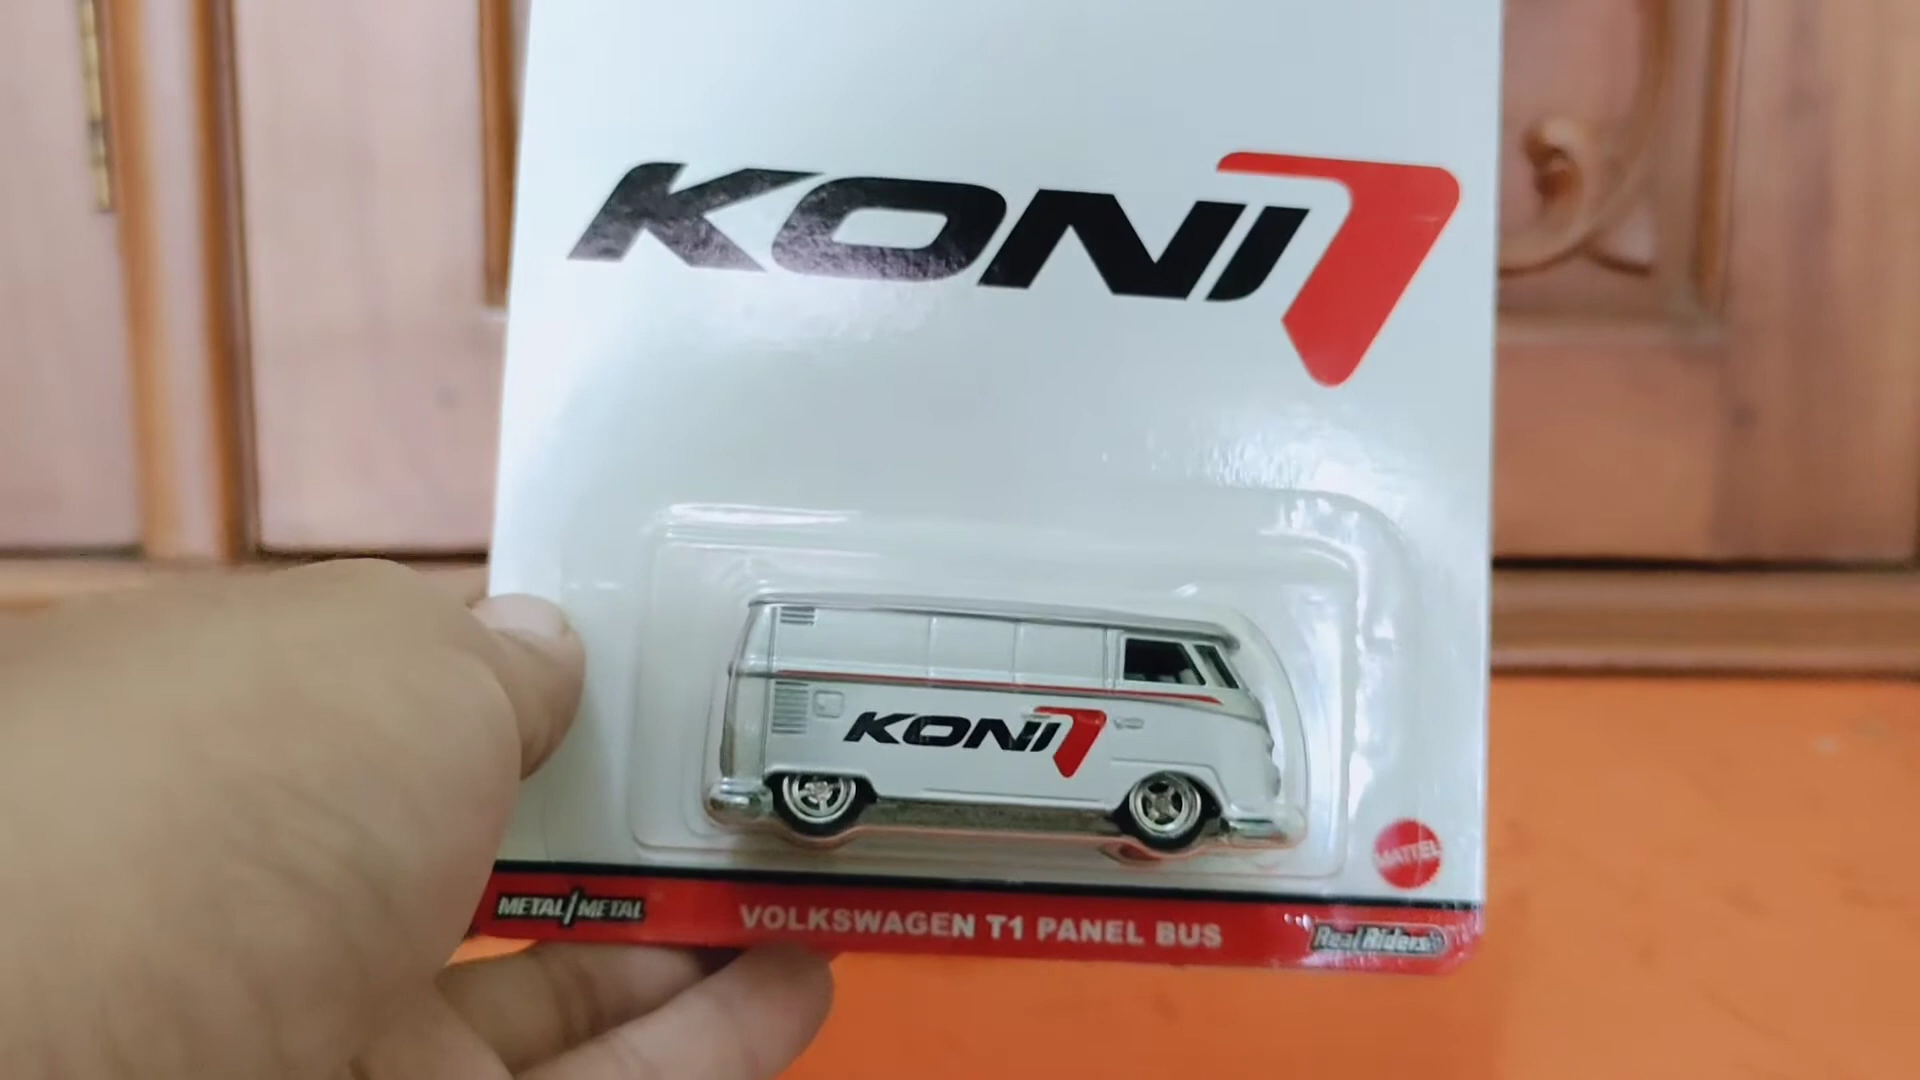 KONI
KONI
MATTEL
METAL/METAL
VOLKSWAGEN T1 PANEL BUS
Real Riders